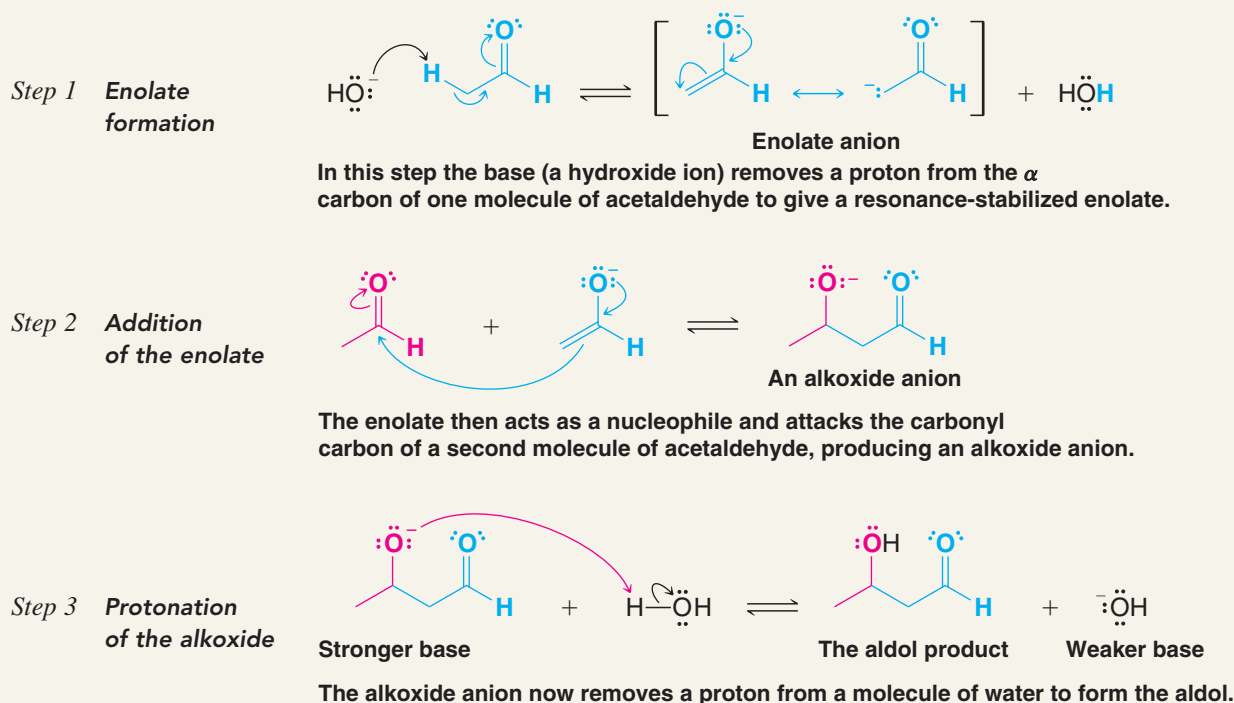 Step 1 Enolate formation
HO:⁻ H O H [ :O:⁻ H ↔ ⁻: O H ] + HOH
Enolate anion
In this step the base (a hydroxide ion) removes a proton from the α
carbon of one molecule of acetaldehyde to give a resonance-stabilized enolate.
Step 2 Addition of the enolate
O H + :O:⁻ H ⇌ :O:⁻ O H
An alkoxide anion
The enolate then acts as a nucleophile and attacks the carbonyl
carbon of a second molecule of acetaldehyde, producing an alkoxide anion.
Step 3 Protonation of the alkoxide
:O:⁻ O H + H—OH ⇌ :OH O H + ⁻:OH
Stronger base The aldol product Weaker base
The alkoxide anion now removes a proton from a molecule of water to form the aldol.